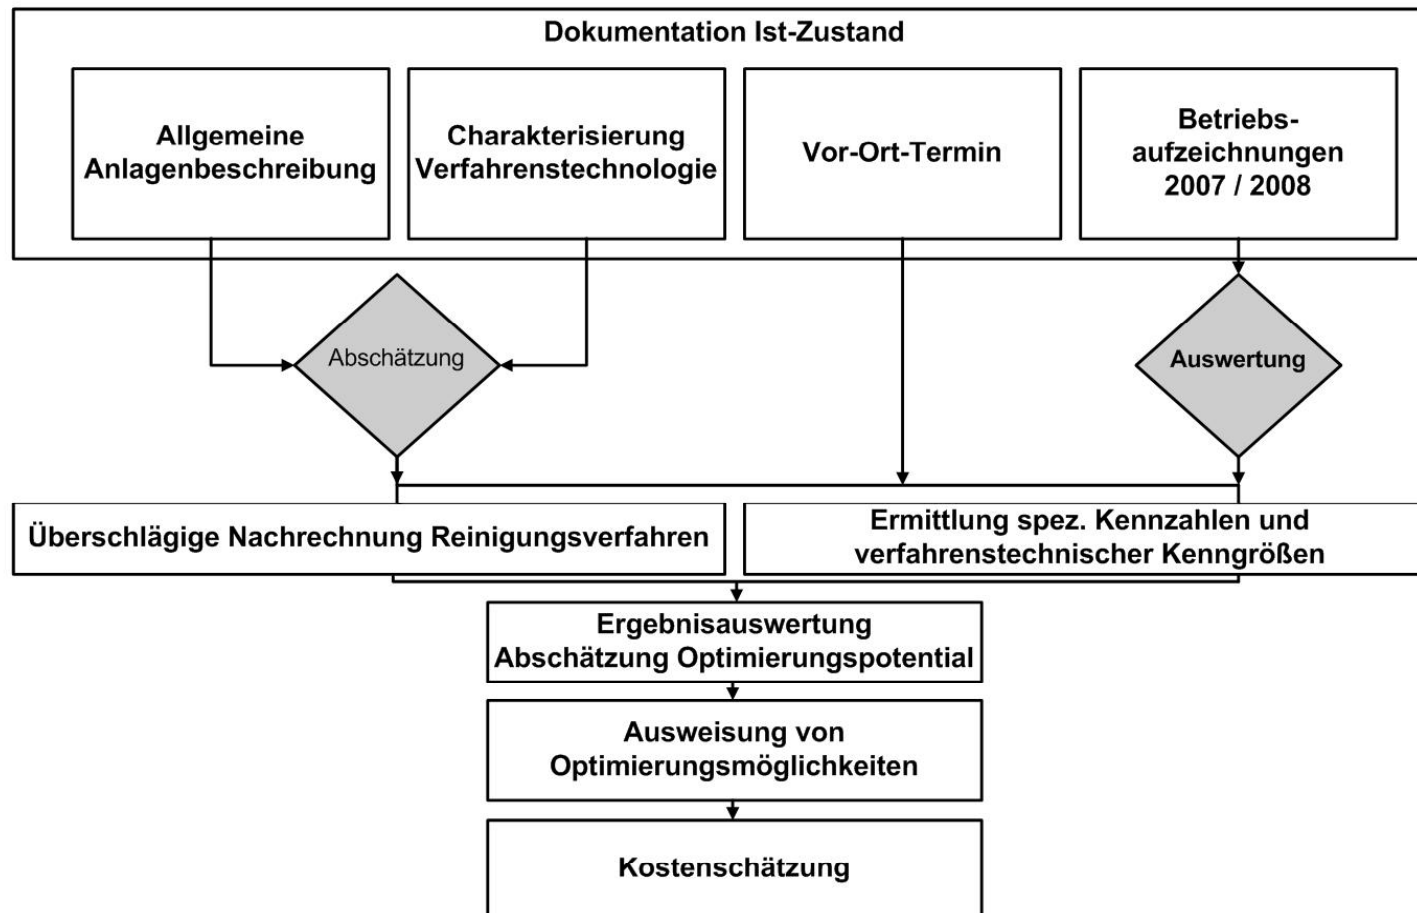 Dokumentation Ist-Zustand
Allgemeine
Anlagenbeschreibung
Charakterisierung
Verfahrenstechnologie
Vor-Ort-Termin
Betriebs-
aufzeichnungen
2007 / 2008
Abschätzung
Auswertung
Überschlägige Nachrechnung Reinigungsverfahren
Ermittlung spez. Kennzahlen und
verfahrenstechnischer Kenngrößen
Ergebnisauswertung
Abschätzung Optimierungspotential
Ausweisung von
Optimierungsmöglichkeiten
Kostenschätzung